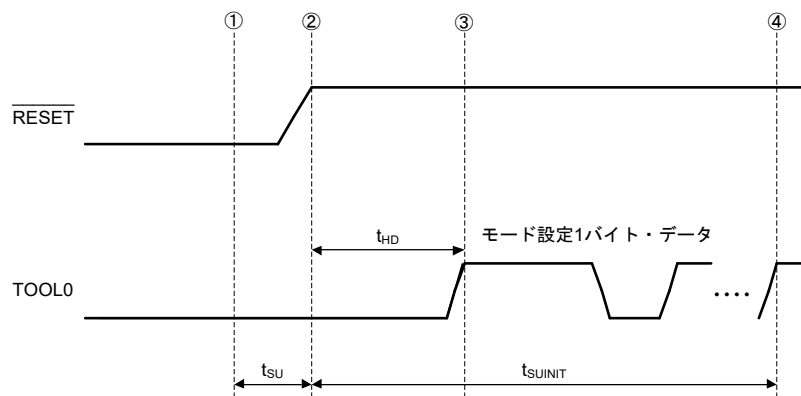 ① ② ③ ④
RESET
tHD モード設定1バイト・データ
TOOL0
....
tSU tSUINIT